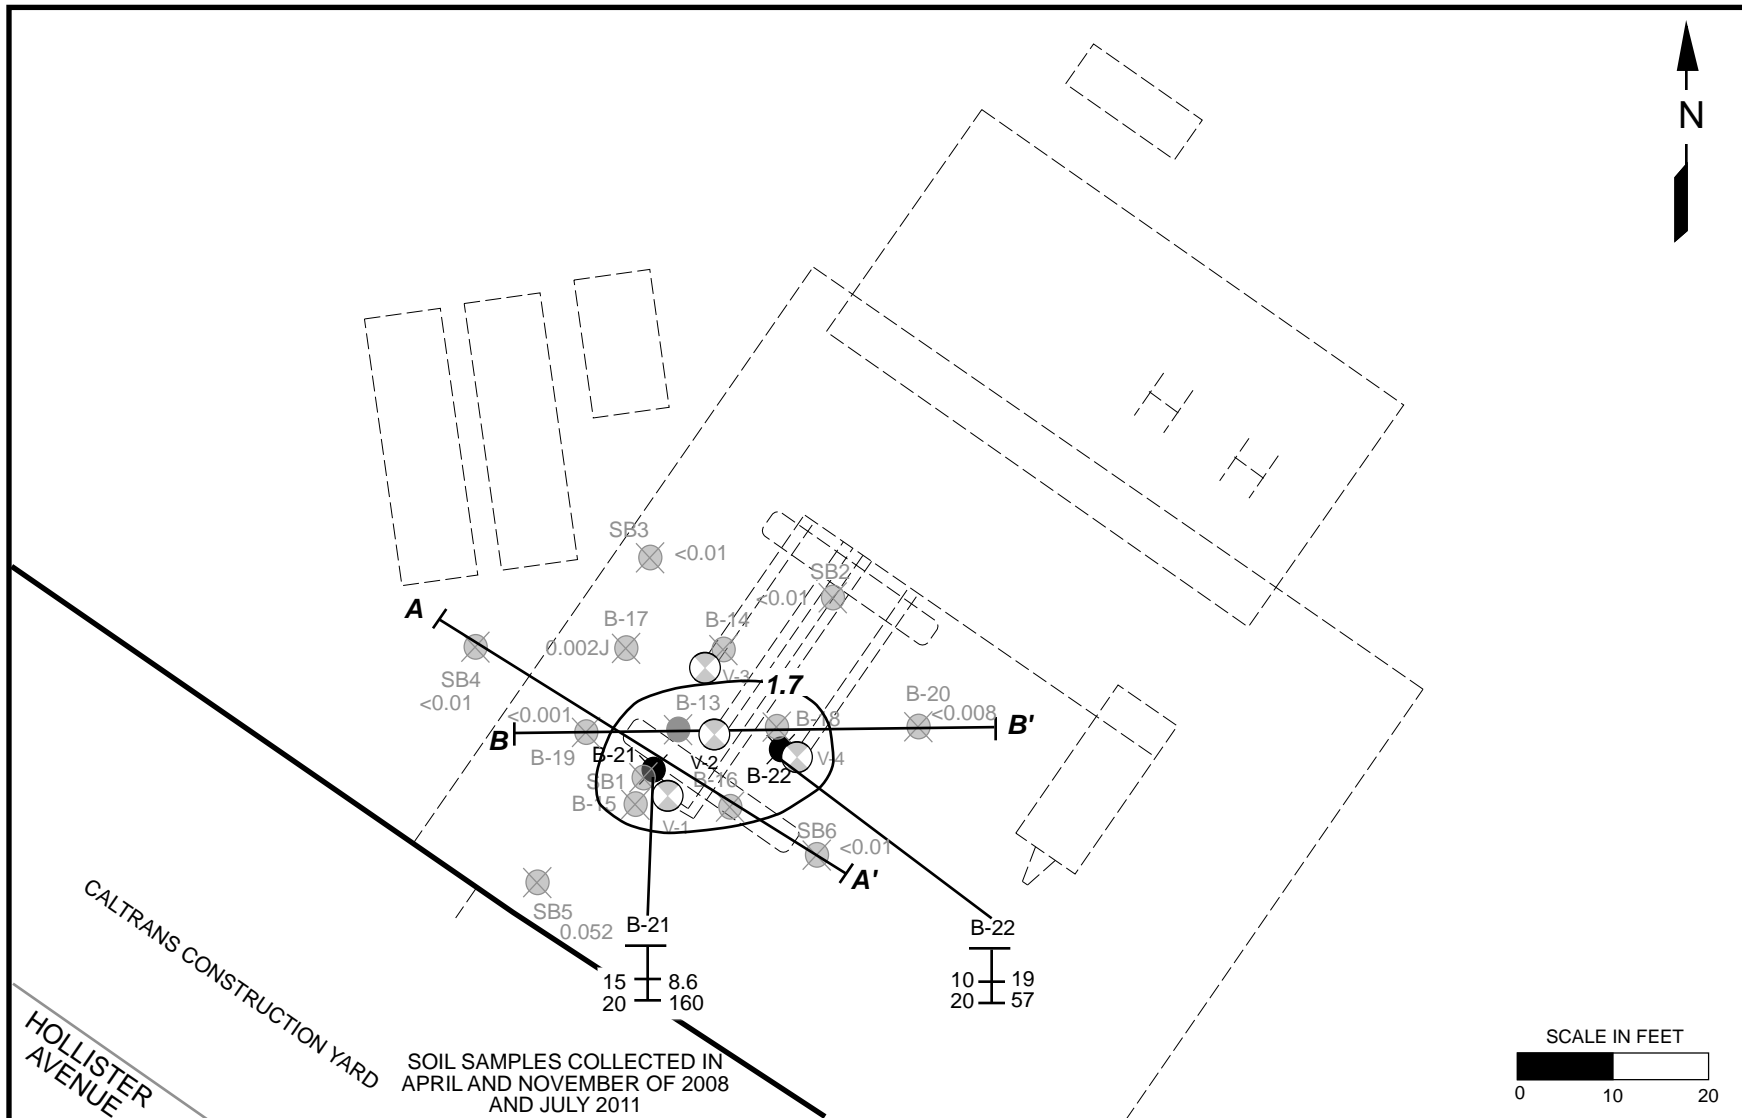 N
SB3
<0.01
SB2
<0.01
A
B-17
0.002J
B-14
V-3
SB4
<0.01
1.7
B-20
<0.008
<0.001
B-13
B-18
B
B'
B-19
B-21
V-2
B-22
V-4
SB1
B-16
B-15
V-1
SB6
<0.01
A'
SB5
0.052
B-21
15 8.6
20 160
B-22
10 19
20 57
CALTRANS CONSTRUCTION YARD
HOLLISTER
AVENUE
SOIL SAMPLES COLLECTED IN
APRIL AND NOVEMBER OF 2008
AND JULY 2011
SCALE IN FEET
0 10 20